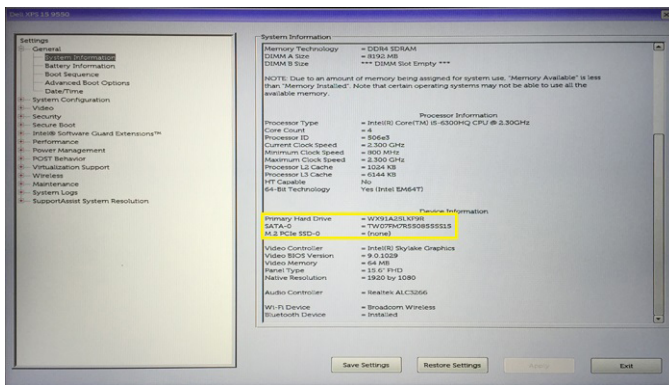 Dell XPS 15 9550
Settings
General
System Information
Battery Information
Boot Sequence
Advanced Boot Options
Date/Time
System Configuration
Video
Security
Secure Boot
Intel® Software Guard Extensions™
Performance
Power Management
POST Behavior
Virtualization Support
Wireless
Maintenance
System Logs
SupportAssist System Resolution
System Information
Memory Technology = DDR4 SDRAM
DIMM A Size = 8192 MB
DIMM B Size *** DIMM Slot Empty ***
NOTE: Due to an amount of memory being assigned for system use, "Memory Available" is less
than "Memory Installed". Note that certain operating systems may not be able to use all the
available memory.
Processor Information
Processor Type = Intel(R) Core(TM) i5-6300HQ CPU @ 2.30GHz
Core Count = 4
Processor ID = 506e3
Current Clock Speed = 2.300 GHz
Minimum Clock Speed = 800 MHz
Maximum Clock Speed = 2.300 GHz
Processor L2 Cache = 1024 KB
Processor L3 Cache = 6144 KB
HT Capable No
64-Bit Technology Yes (Intel EM64T)
Device Information
Primary Hard Drive = WX91A25LKF9R
SATA-0 = TW07FM7R5508555515
M.2 PCIe SSD-0 = (none)
Video Controller = Intel(R) Skylake Graphics
Video BIOS Version = 9.0.1029
Video Memory = 64 MB
Panel Type = 15.6" FHD
Native Resolution = 1920 by 1080
Audio Controller = Realtek ALC3266
Wi-Fi Device = Broadcom Wireless
Bluetooth Device = Installed
Save Settings
Restore Settings
Apply
Exit